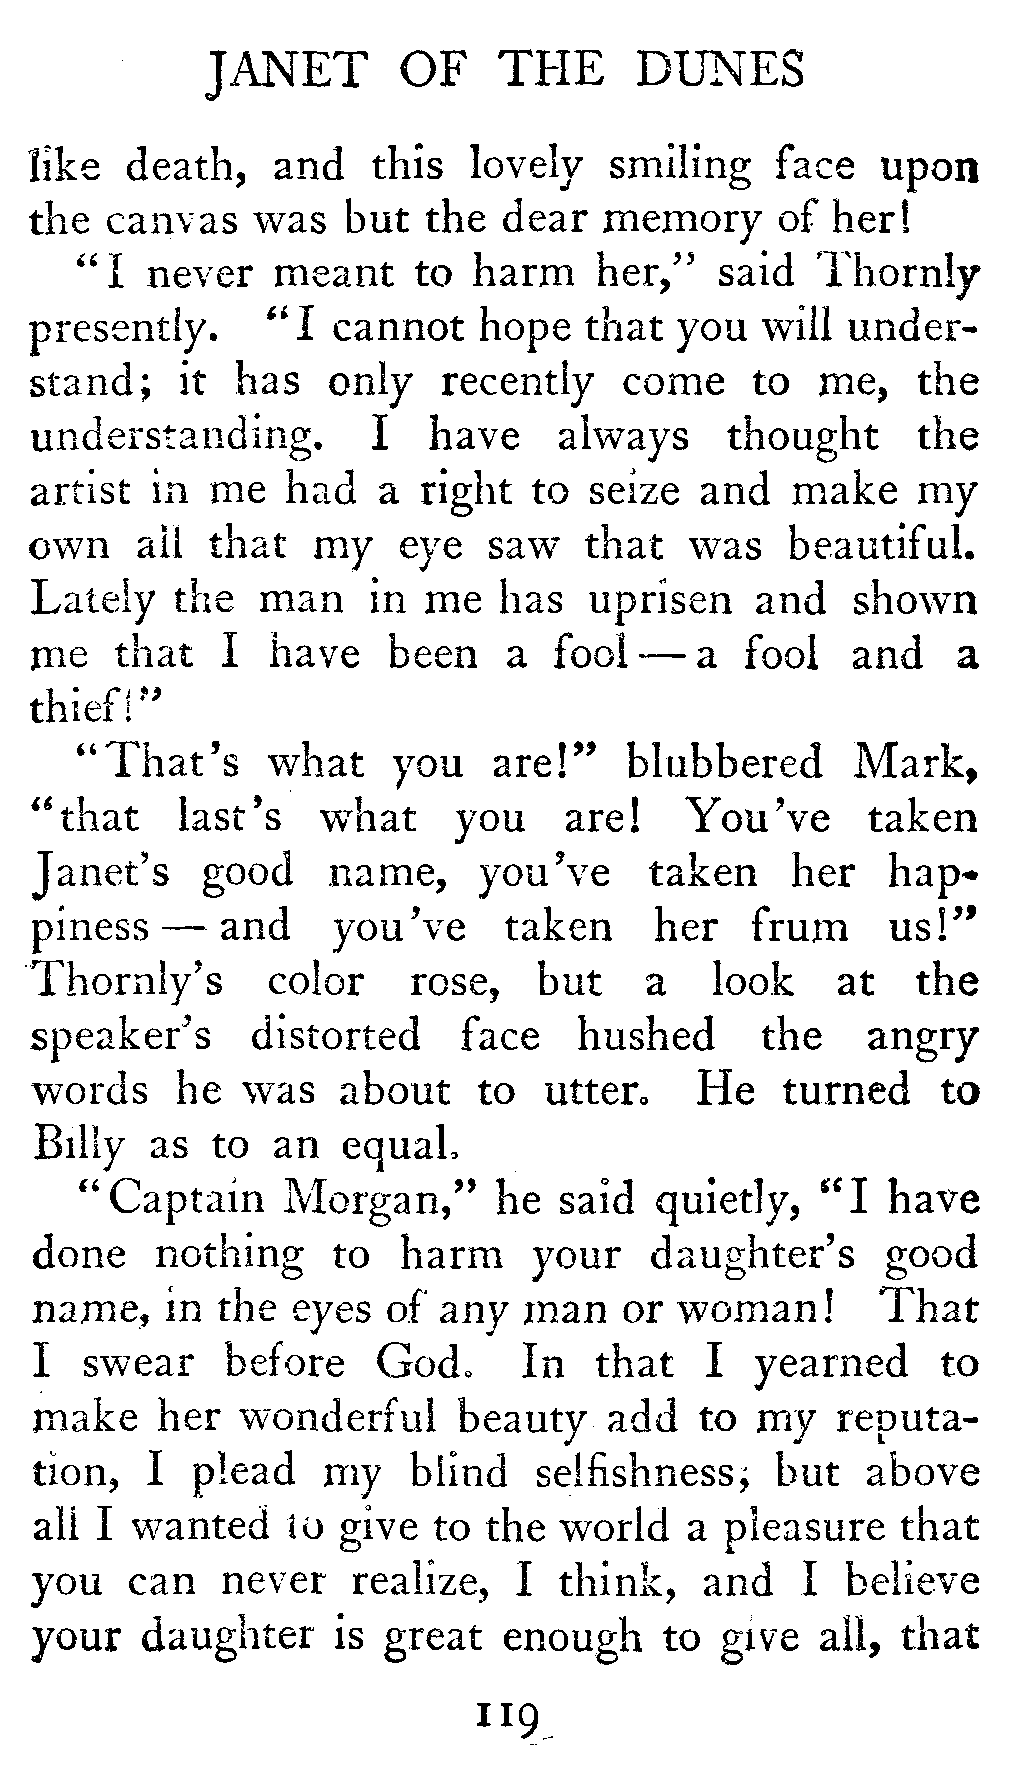 JANET OF THE DUNES
like death, and this lovely smiling face upon
the canvas was but the dear memory of her!
"I never meant to harm her," said Thornly
presently. "I cannot hope that you will under-
stand; it has only recently come to me, the
understanding. I have always thought the
artist in me had a right to seize and make my
own all that my eye saw that was beautiful.
Lately the man in me has uprisen and shown
me that I have been a fool — a fool and a
thief!"
"That's what you are!" blubbered Mark,
"that last's what you are! You've taken
Janet's good name, you've taken her hap-
piness — and you've taken her frum us!"
Thornly's color rose, but a look at the
speaker's distorted face hushed the angry
words he was about to utter. He turned to
Billy as to an equal.
"Captain Morgan," he said quietly, "I have
done nothing to harm your daughter's good
name, in the eyes of any man or woman! That
I swear before God. In that I yearned to
make her wonderful beauty add to my reputa-
tion, I plead my blind selfishness; but above
all I wanted to give to the world a pleasure that
you can never realize, I think, and I believe
your daughter is great enough to give all, that
119